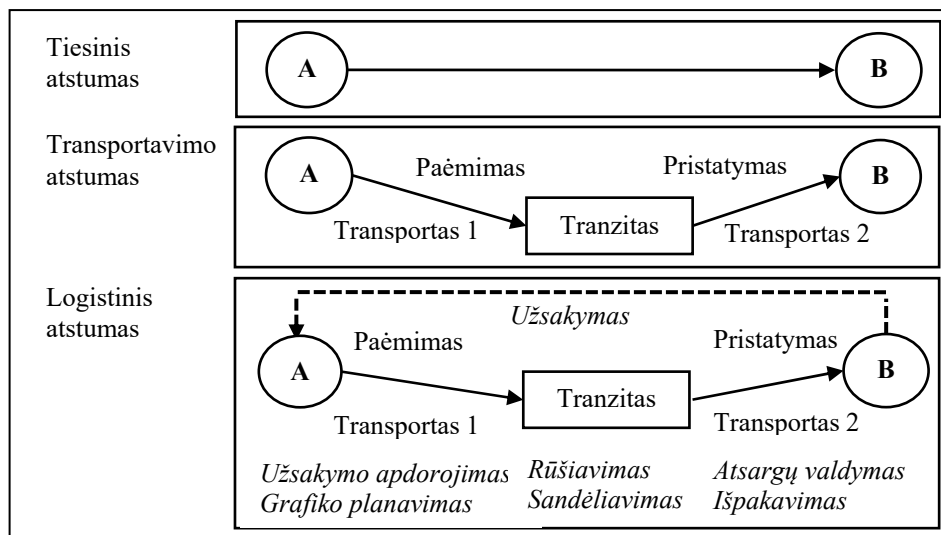 Tiesinis
atstumas
A
B
Transportavimo
atstumas
A
Paėmimas
Pristatymas
B
Transportas 1
Tranzitas
Transportas 2
Logistinis
atstumas
Užsakymas
A
Paėmimas
Pristatymas
B
Transportas 1
Tranzitas
Transportas 2
Užsakymo apdorojimas
Grafiko planavimas
Rūšiavimas
Sandėliavimas
Atsargų valdymas
Išpakavimas